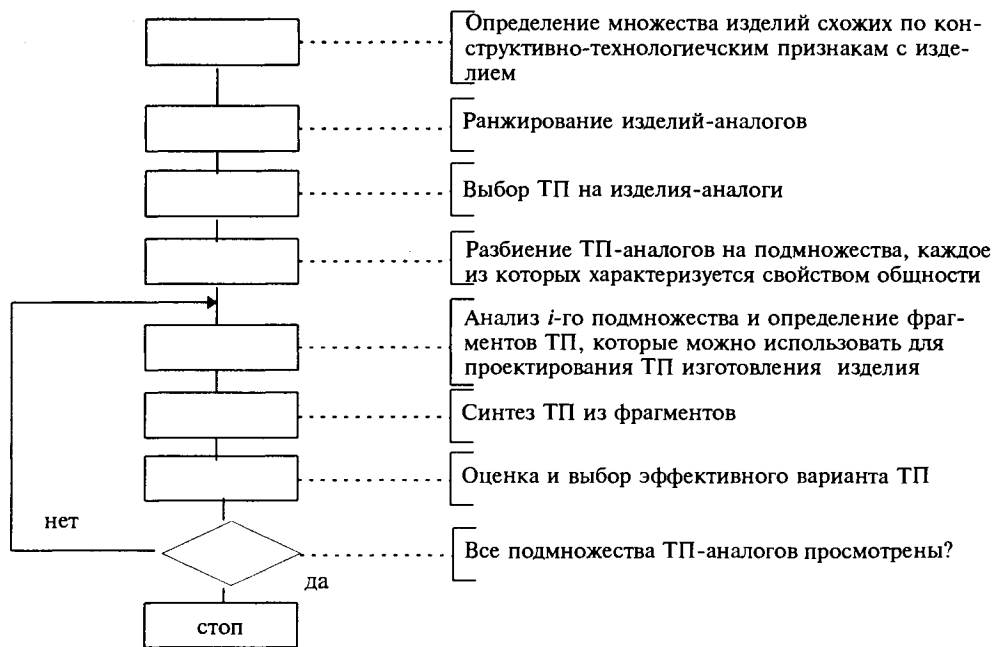 Определение множества изделий схожих по кон-
структивно-технологиечским признакам с изде-
лием
Ранжирование изделий-аналогов
Выбор ТП на изделия-аналоги
Разбиение ТП-аналогов на подмножества, каждое
из которых характеризуется свойством общности
Анализ i-го подмножества и определение фраг-
ментов ТП, которые можно использовать для
проектирования ТП изготовления изделия
Синтез ТП из фрагментов
Оценка и выбор эффективного варианта ТП
нет
Все подмножества ТП-аналогов просмотрены?
да
стоп